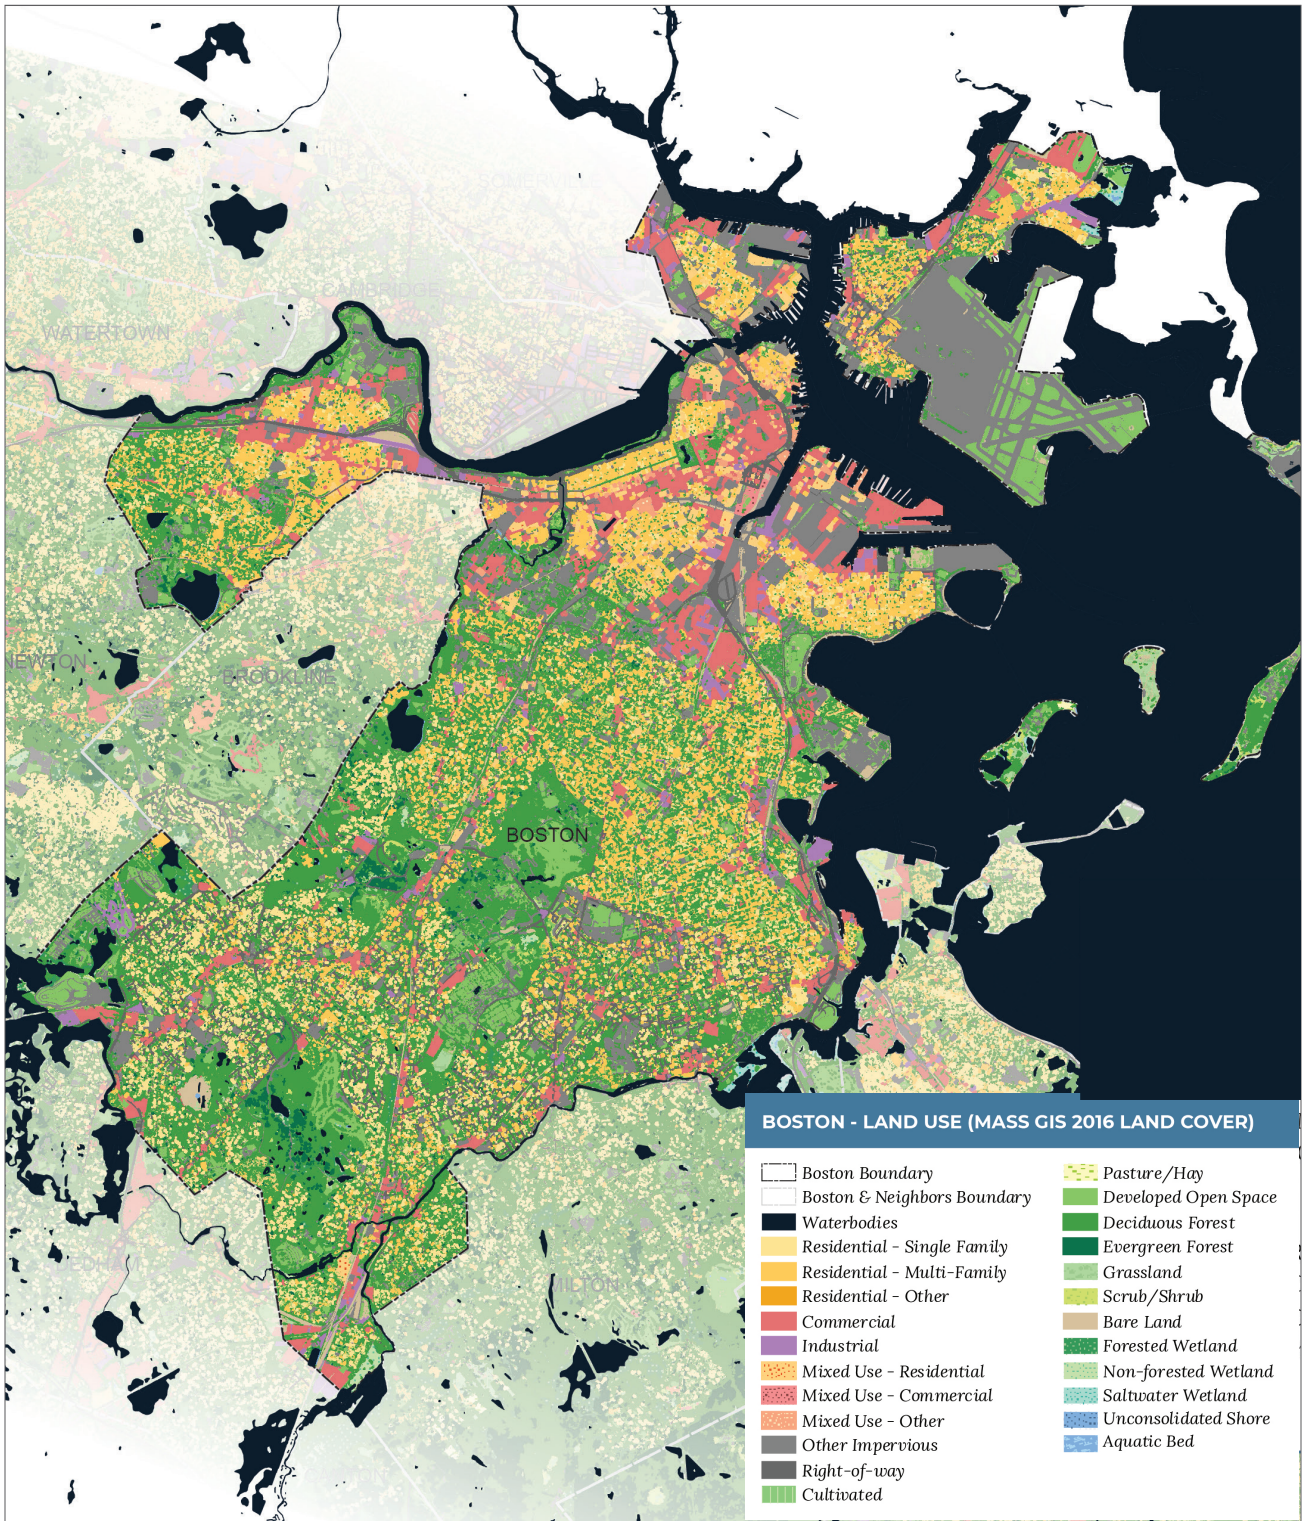 SOMERVILLE
CAMBRIDGE
WATERTOWN
NEWTON
BROOKLINE
BOSTON
DEDHAM
MILTON
BOSTON - LAND USE (MASS GIS 2016 LAND COVER)
Boston Boundary
Boston & Neighbors Boundary
Waterbodies
Residential - Single Family
Residential - Multi-Family
Residential - Other
Commercial
Industrial
Mixed Use - Residential
Mixed Use - Commercial
Mixed Use - Other
Other Impervious
Right-of-way
Cultivated
Pasture/Hay
Developed Open Space
Deciduous Forest
Evergreen Forest
Grassland
Scrub/Shrub
Bare Land
Forested Wetland
Non-forested Wetland
Saltwater Wetland
Unconsolidated Shore
Aquatic Bed